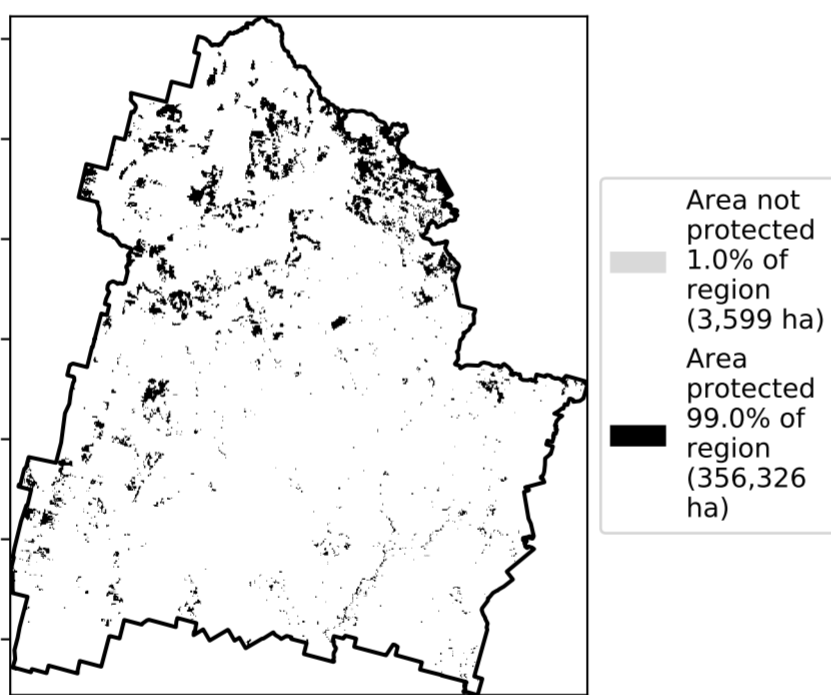 Area not
protected
1.0% of
region
(3,599 ha)
Area
protected
99.0% of
region
(356,326
ha)